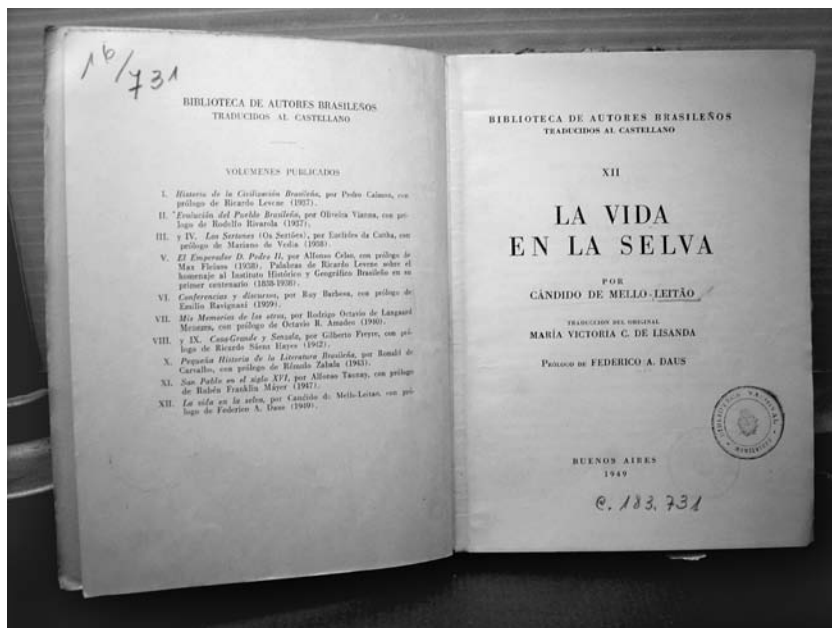 16/731
BIBLIOTECA DE AUTORES BRASILEÑOS
TRADUCIDOS AL CASTELLANO
VOLÚMENES PUBLICADOS
I. Historia de la Civilización Brasileña, por Pedro Calmon, con
prólogo de Ricardo Levene (1937).
II. Evolución del Pueblo Brasileño, por Oliveira Vianna, con pró-
logo de Rodolfo Rivarola (1937).
III. y IV. Los Sertones (Os Sertões), por Euclides da Cunha, con
prólogo de Mariano de Vedia (1938).
V. El Emperador D. Pedro II, por Alfonso Celso, con prólogo de
Max Fleiuss (1938). Palabras de Ricardo Levene sobre el
homenaje al Instituto Histórico y Geográfico Brasileño en su
primer centenario (1838-1938).
VI. Conferencias y discursos, por Ruy Barbosa, con prólogo de
Emilio Ravignani (1939).
VII. Mis Memorias de los otros, por Rodrigo Octavio de Langaard
Menezes, con prólogo de Octavio R. Amadeo (1940).
VIII. y IX. Casa-Grande y Senzala, por Gilberto Freyre, con pró-
logo de Ricardo Sáenz Hayes (1942).
X. Pequeña Historia de la Literatura Brasileña, por Ronald de
Carvalho, con prólogo de Rómulo Zabala (1943).
XI. San Pablo en el siglo XVI, por Alfonso Taunay, con prólogo
de Rubén Franklin Mayer (1947).
XII. La vida en la selva, por Cándido de Mello-Leitao, con pró-
logo de Federico A. Daus (1949).
BIBLIOTECA DE AUTORES BRASILEÑOS
TRADUCIDOS AL CASTELLANO
XII
LA VIDA
EN LA SELVA
POR
CÁNDIDO DE MELLO-LEITÃO
TRADUCCIÓN DEL ORIGINAL
MARÍA VICTORIA C. DE LISANDA
PRÓLOGO DE FEDERICO A. DAUS
BIBLIOTECA NACIONAL
MONTEVIDEO
BUENOS AIRES
1949
C. 183.731